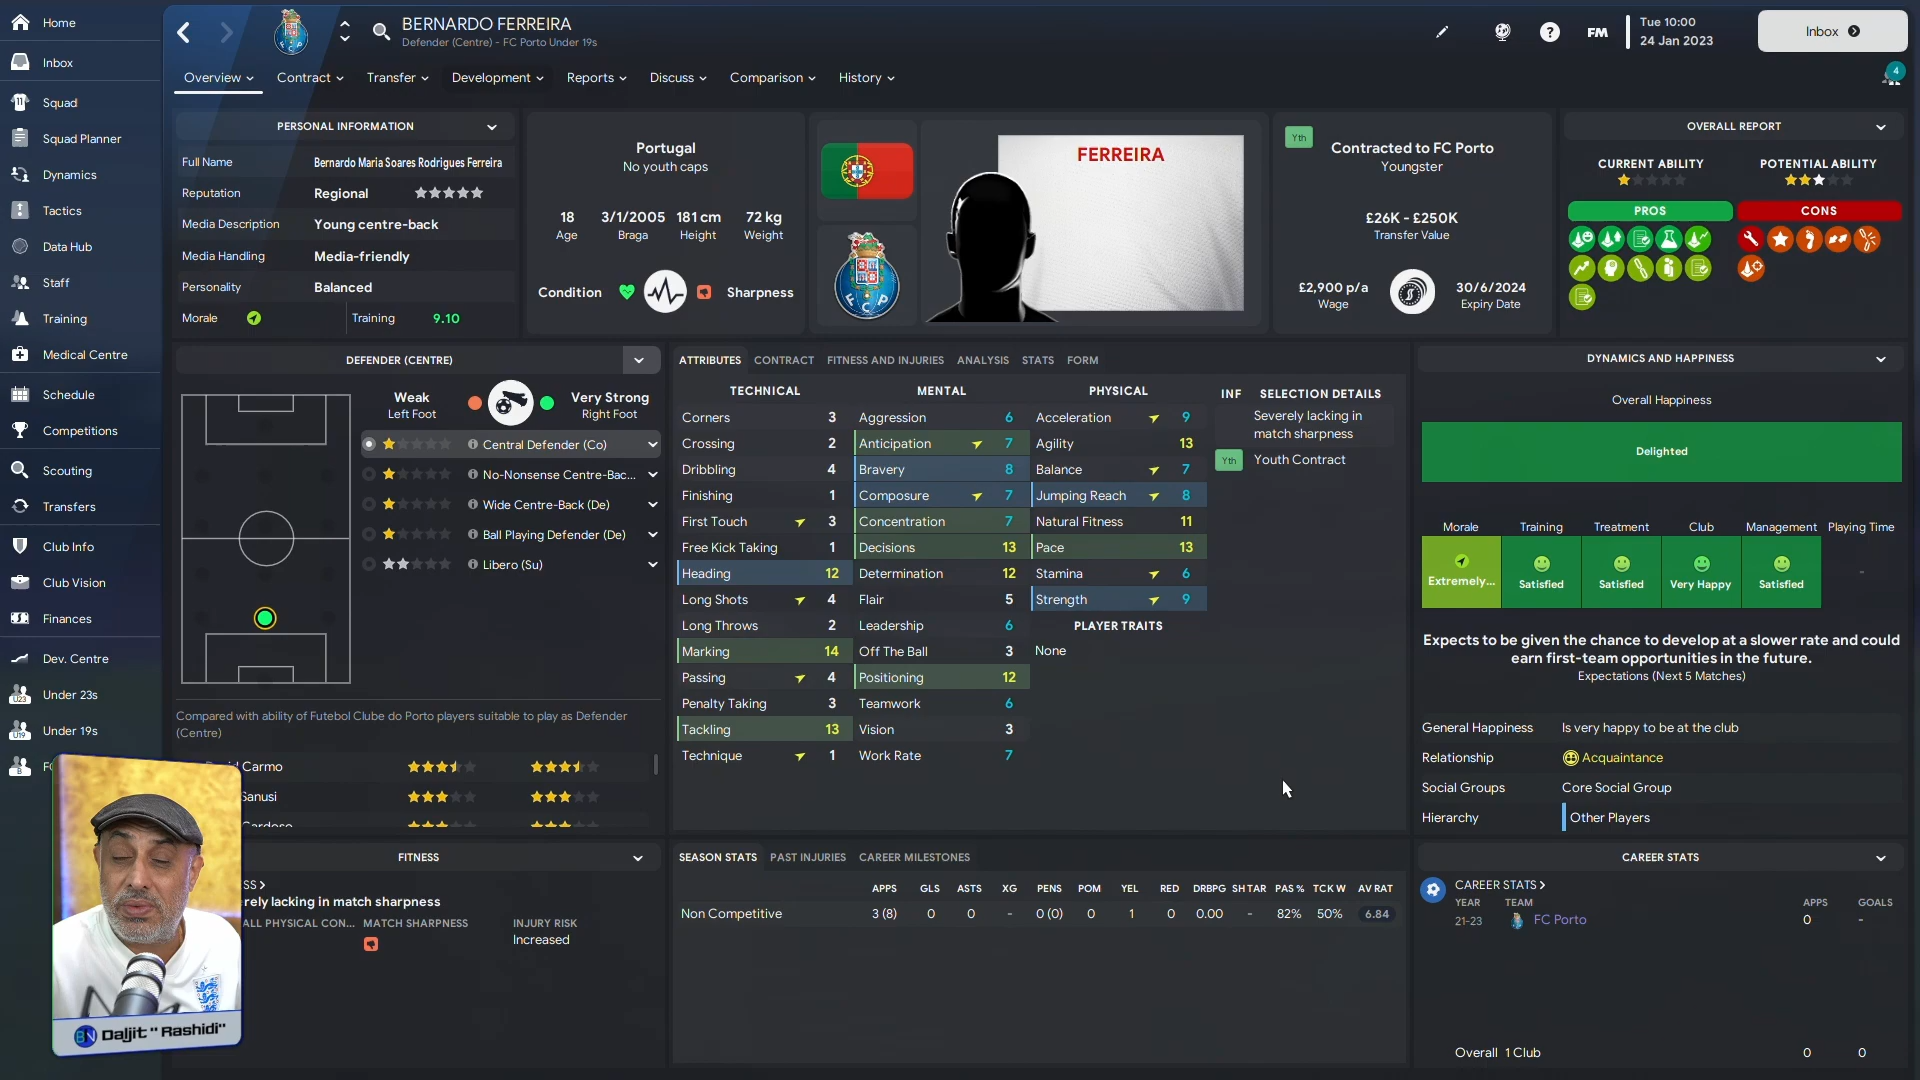 Home
Inbox
Squad
Squad Planner
Dynamics
Tactics
Data Hub
Staff
Training
Medical Centre
Schedule
Competitions
Scouting
Transfers
Club Info
Club Vision
Finances
Dev. Centre
Under 23s
Under 19s
BERNARDO FERREIRA
Defender (Centre) - FC Porto Under 19s
FM
Tue 10:00
24 Jan 2023
Inbox
Overview Contract Transfer Development Reports Discuss Comparison History
4
PERSONAL INFORMATION
Full Name Bernardo Maria Soares Rodrigues Ferreira
Reputation Regional
Media Description Young centre-back
Media Handling Media-friendly
Personality Balanced
Morale Training 9.10
Portugal
No youth caps
18 3/1/2005 181 cm 72 kg
Age Braga Height Weight
Condition Sharpness
FERREIRA
Yth
Contracted to FC Porto
Youngster
£26K - £250K
Transfer Value
£2,900 p/a 30/6/2024
Wage Expiry Date
OVERALL REPORT
CURRENT ABILITY POTENTIAL ABILITY
PROS CONS
DEFENDER (CENTRE)
Weak Very Strong
Left Foot Right Foot
Central Defender (Co)
No-Nonsense Centre-Bac...
Wide Centre-Back (De)
Ball Playing Defender (De)
Libero (Su)
Compared with ability of Futebol Clube do Porto players suitable to play as Defender
(Centre)
Carmo
Sanusi
Cardoso
ATTRIBUTES CONTRACT FITNESS AND INJURIES ANALYSIS STATS FORM
TECHNICAL MENTAL PHYSICAL
Corners 3 Aggression 6 Acceleration 9
Crossing 2 Anticipation 7 Agility 13
Dribbling 4 Bravery 8 Balance 7
Finishing 1 Composure 7 Jumping Reach 8
First Touch 3 Concentration 7 Natural Fitness 11
Free Kick Taking 1 Decisions 13 Pace 13
Heading 12 Determination 12 Stamina 6
Long Shots 4 Flair 5 Strength 9
Long Throws 2 Leadership 6 PLAYER TRAITS
Marking 14 Off The Ball 3 None
Passing 4 Positioning 12
Penalty Taking 3 Teamwork 6
Tackling 13 Vision 3
Technique 1 Work Rate 7
INF SELECTION DETAILS
Severely lacking in
match sharpness
Yth Youth Contract
DYNAMICS AND HAPPINESS
Overall Happiness
Delighted
Morale Training Treatment Club Management Playing Time
Extremely... Satisfied Satisfied Very Happy Satisfied -
Expects to be given the chance to develop at a slower rate and could
earn first-team opportunities in the future.
Expectations (Next 5 Matches)
General Happiness Is very happy to be at the club
Relationship Acquaintance
Social Groups Core Social Group
Hierarchy Other Players
FITNESS
SS
rely lacking in match sharpness
ALL PHYSICAL CON... MATCH SHARPNESS INJURY RISK
Increased
SEASON STATS PAST INJURIES CAREER MILESTONES
APPS GLS ASTS XG PENS POM YEL RED DRBPG SH TAR PAS % TCK W AV RAT
Non Competitive 3 (8) 0 0 - 0 (0) 0 1 0 0.00 - 82% 50% 6.84
CAREER STATS
CAREER STATS
YEAR TEAM APPS GOALS
21-23 FC Porto 0 -
Overall 1 Club 0 0
BN Daljit "Rashidi"